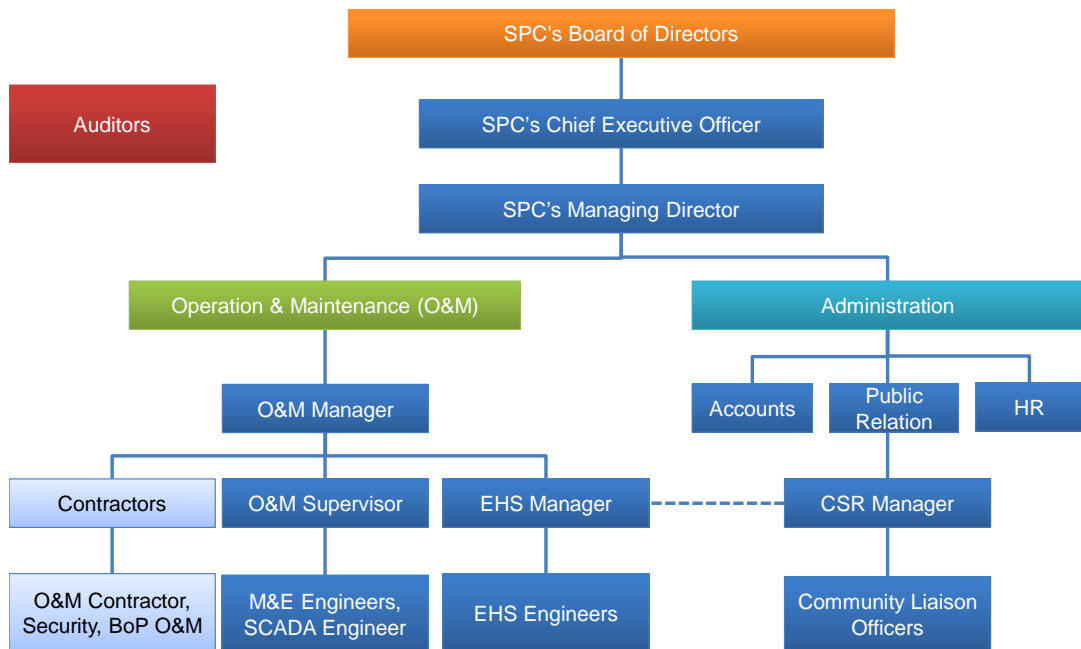 SPC’s Board of Directors
Auditors
SPC’s Chief Executive Officer
SPC’s Managing Director
Operation & Maintenance (O&M)
Administration
O&M Manager
Accounts
Public
Relation
HR
Contractors
O&M Supervisor
EHS Manager
CSR Manager
O&M Contractor,
Security, BoP O&M
M&E Engineers,
SCADA Engineer
EHS Engineers
Community Liaison
Officers